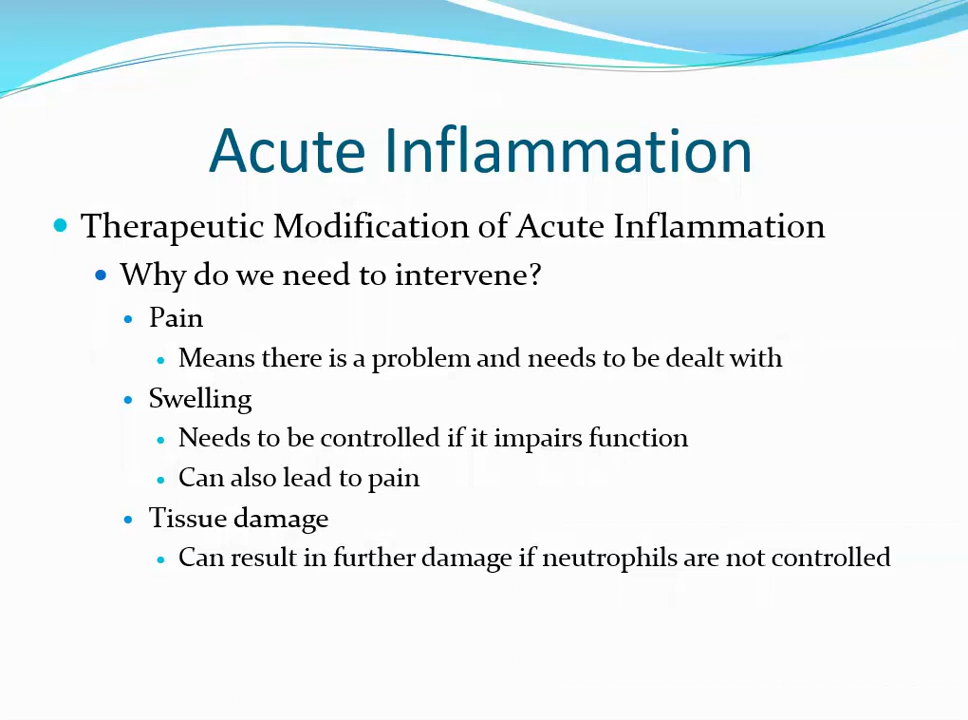 Acute Inflammation
Therapeutic Modification of Acute Inflammation
Why do we need to intervene?
Pain
Means there is a problem and needs to be dealt with
Swelling
Needs to be controlled if it impairs function
Can also lead to pain
Tissue damage
Can result in further damage if neutrophils are not controlled